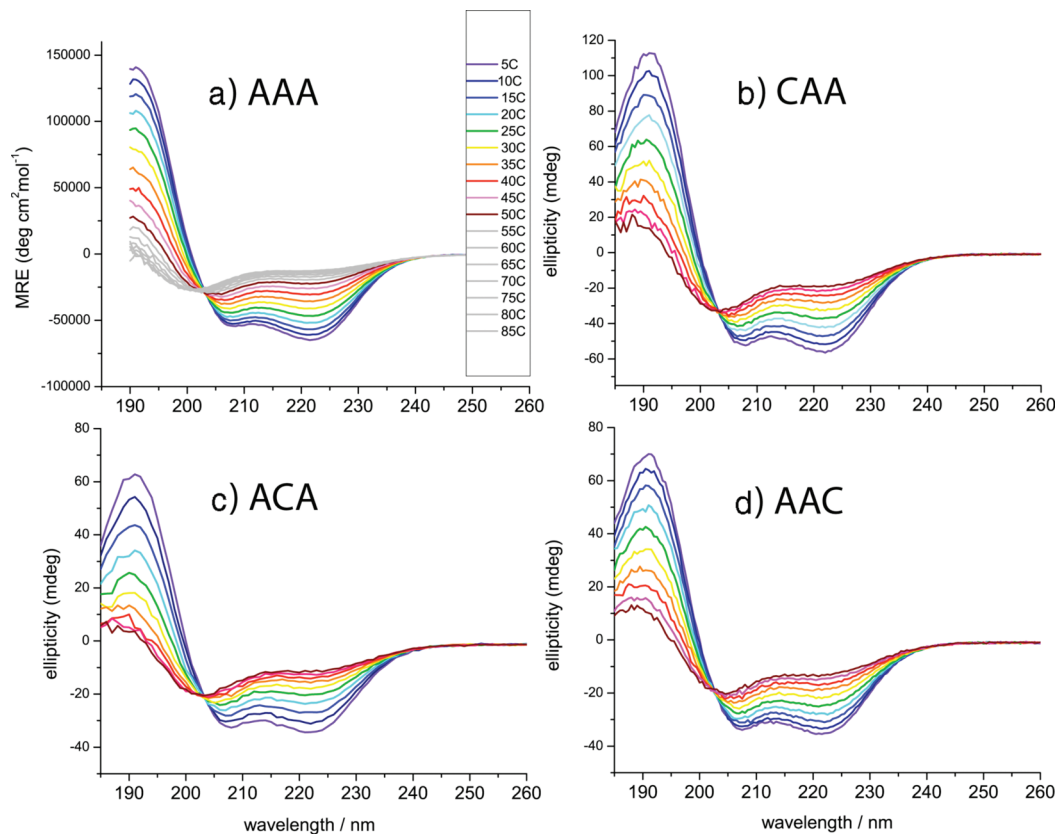 a) AAA
MRE (deg cm²mol⁻¹)
150000
100000
50000
0
-50000
-100000
190 200 210 220 230 240 250 260
5C
10C
15C
20C
25C
30C
35C
40C
45C
50C
55C
60C
65C
70C
75C
80C
85C
b) CAA
ellipticity (mdeg)
120
100
80
60
40
20
0
-20
-40
-60
190 200 210 220 230 240 250 260
c) ACA
ellipticity (mdeg)
80
60
40
20
0
-20
-40
190 200 210 220 230 240 250 260
wavelength / nm
d) AAC
ellipticity (mdeg)
80
60
40
20
0
-20
-40
190 200 210 220 230 240 250 260
wavelength / nm